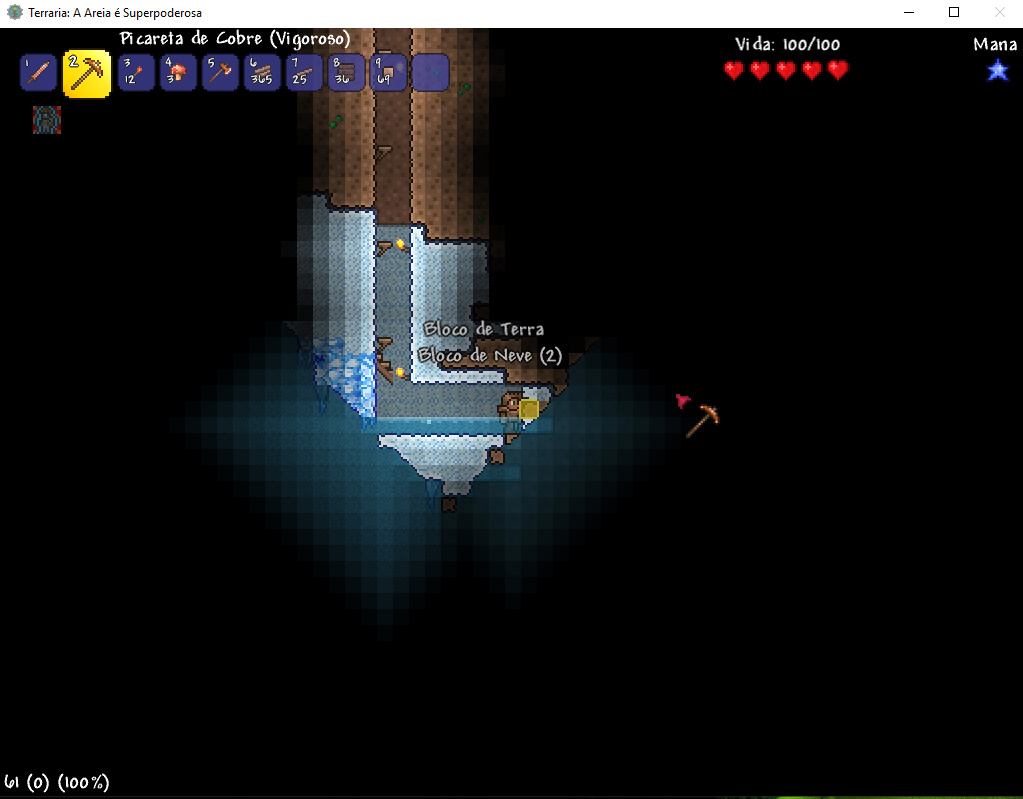 Terraria: A Areia é Superpoderosa
Picareta de Cobre (Vigoroso)
Vida: 100/100
Mana
1 2 3 4 5 6 7 8 9
12 3 365 25 36 69
Bloco de Terra
Bloco de Neve (2)
61 (0) (100%)